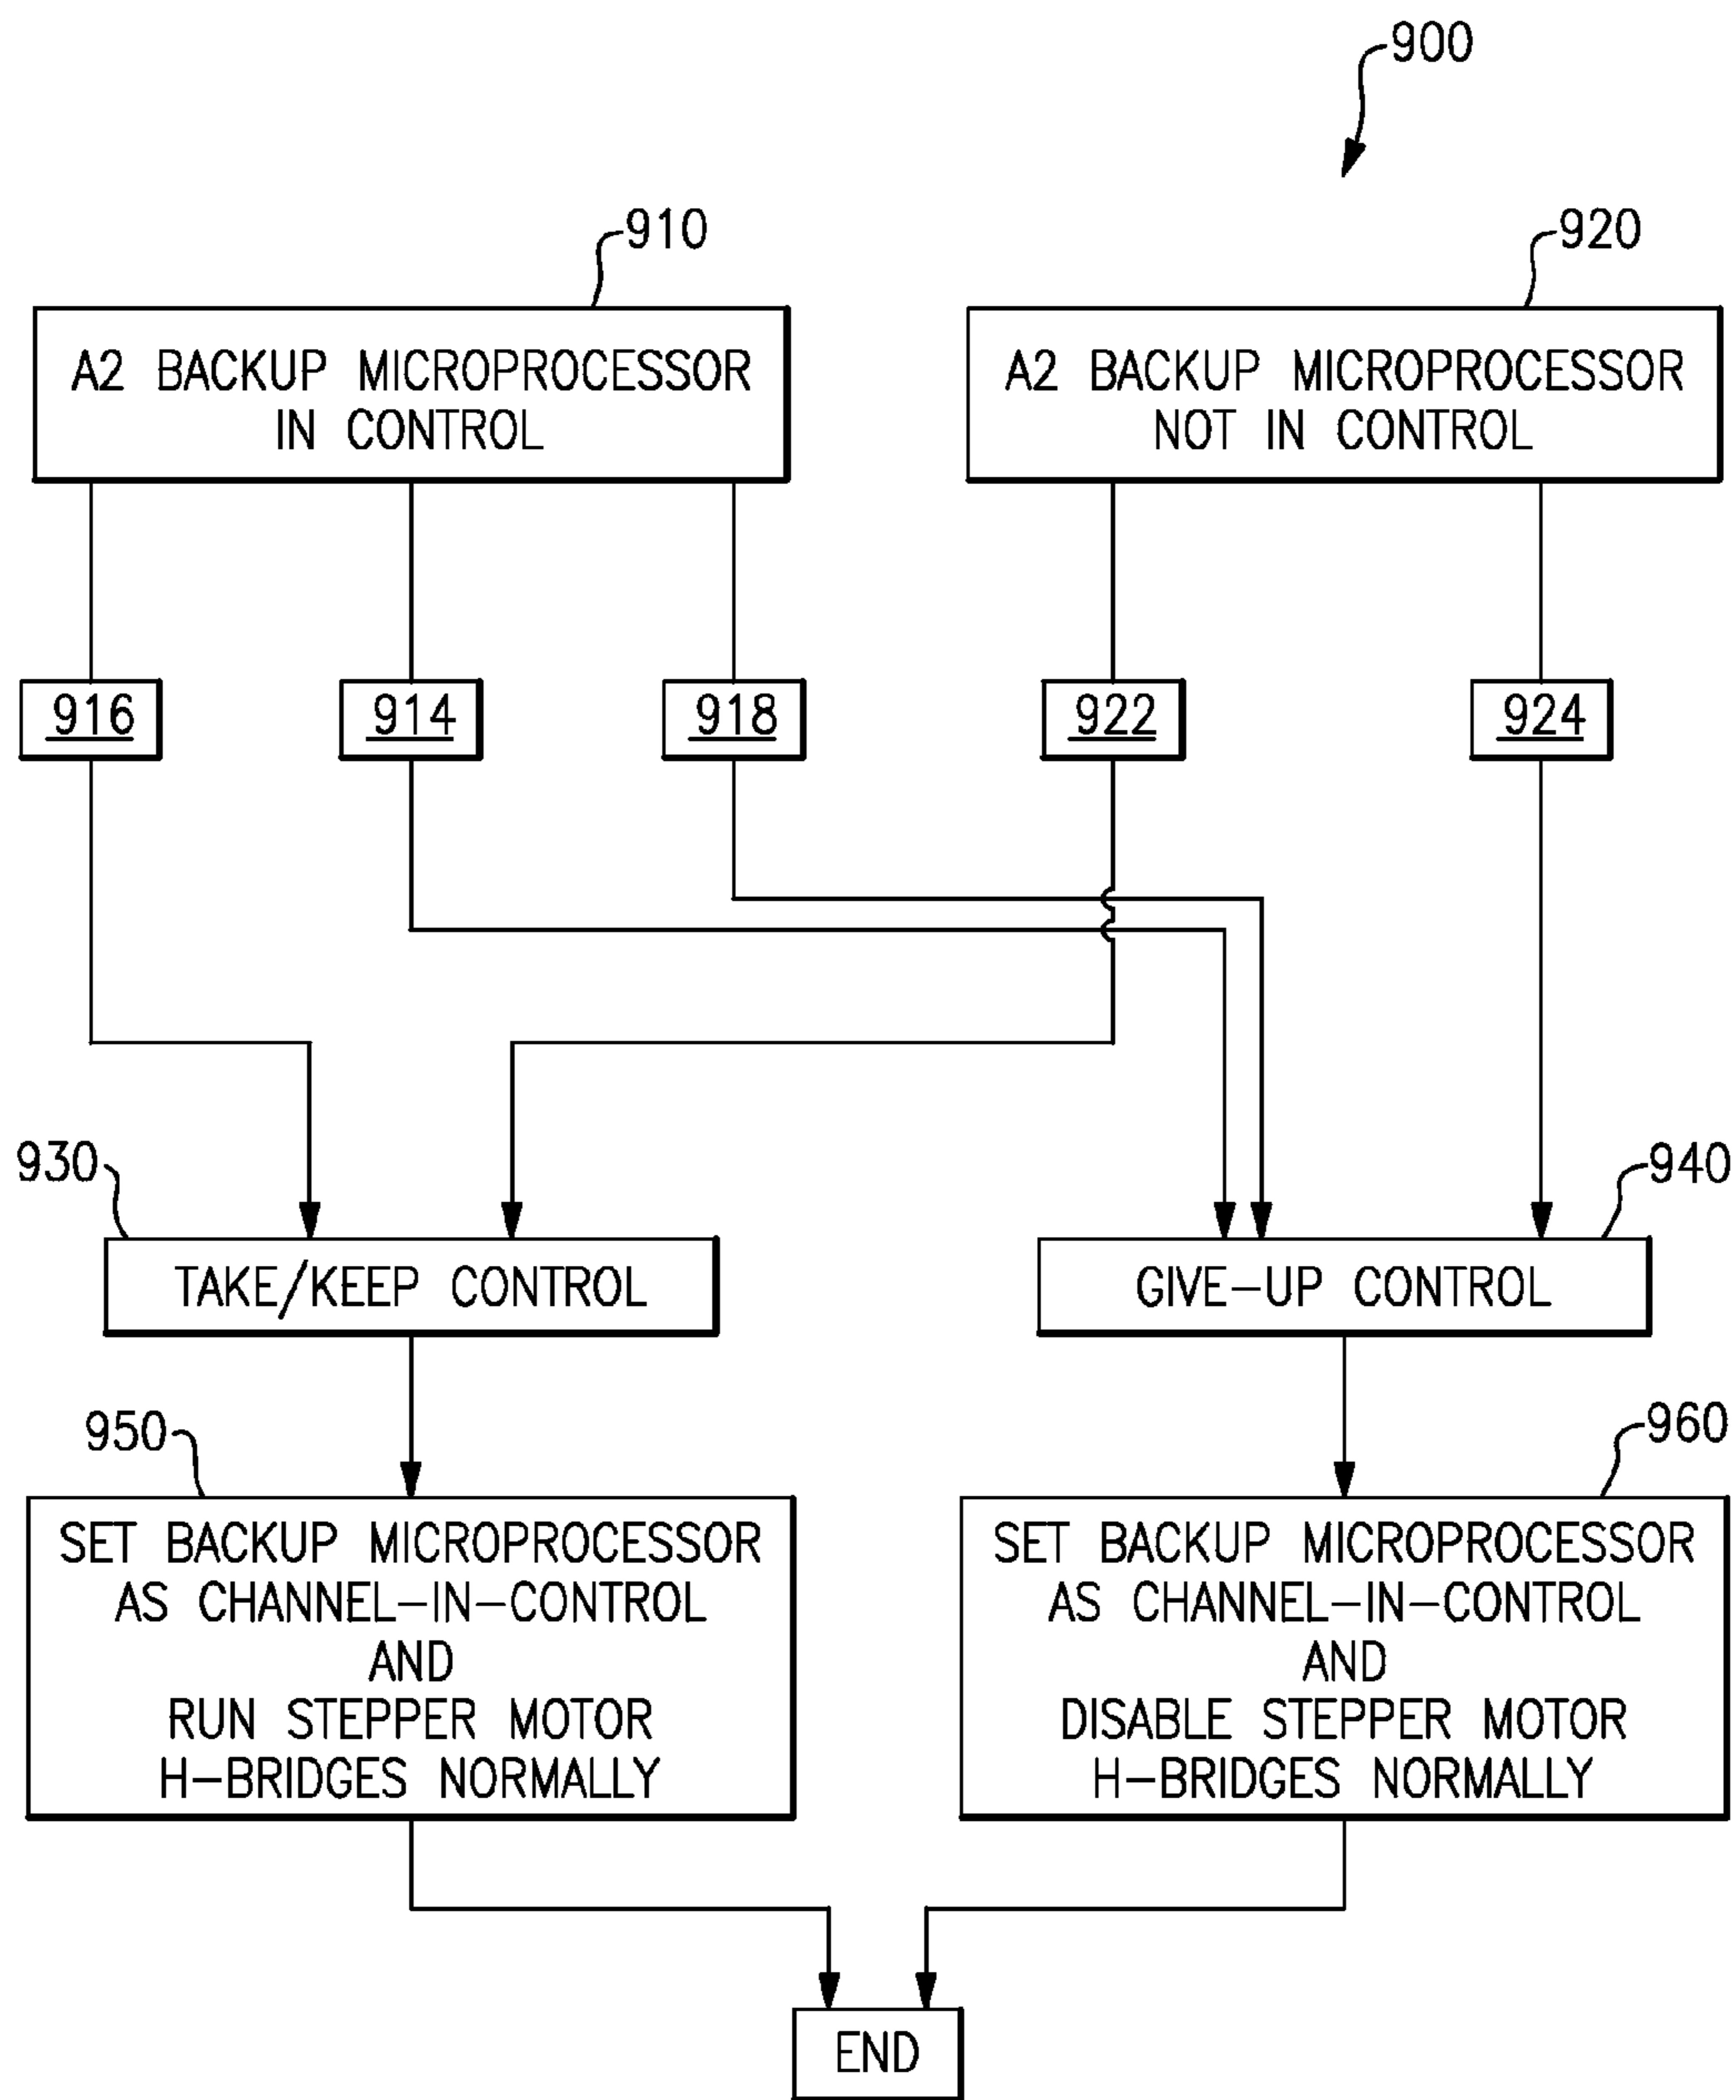 900
910
920
A2 BACKUP MICROPROCESSOR
IN CONTROL
A2 BACKUP MICROPROCESSOR
NOT IN CONTROL
916
914
918
922
924
930
940
TAKE/KEEP CONTROL
GIVE-UP CONTROL
950
960
SET BACKUP MICROPROCESSOR
AS CHANNEL-IN-CONTROL
AND
RUN STEPPER MOTOR
H-BRIDGES NORMALLY
SET BACKUP MICROPROCESSOR
AS CHANNEL-IN-CONTROL
AND
DISABLE STEPPER MOTOR
H-BRIDGES NORMALLY
END